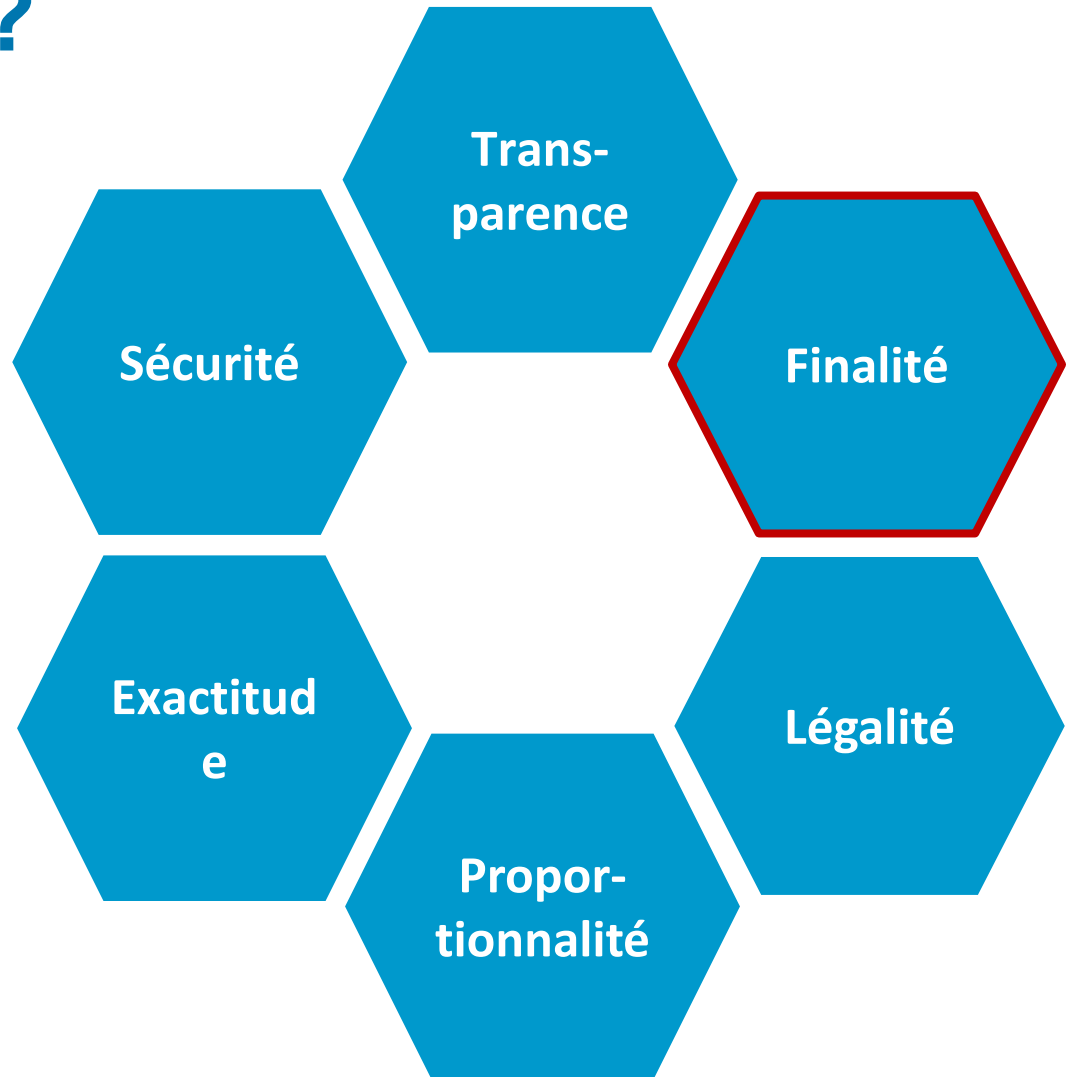 ?
Trans-
parence
Finalité
Légalité
Propor-
tionnalité
Exactitud
e
Sécurité